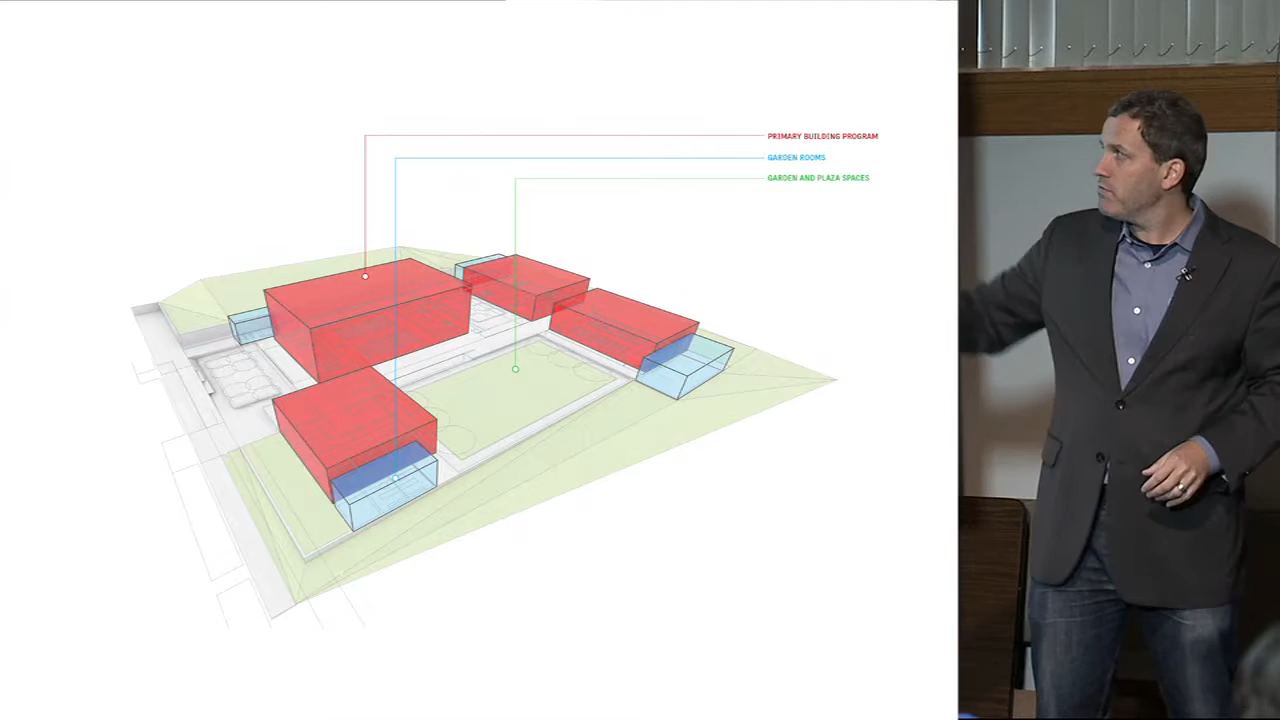 PRIMARY BUILDING PROGRAM
GARDEN ROOMS
GARDEN AND PLAZA SPACES